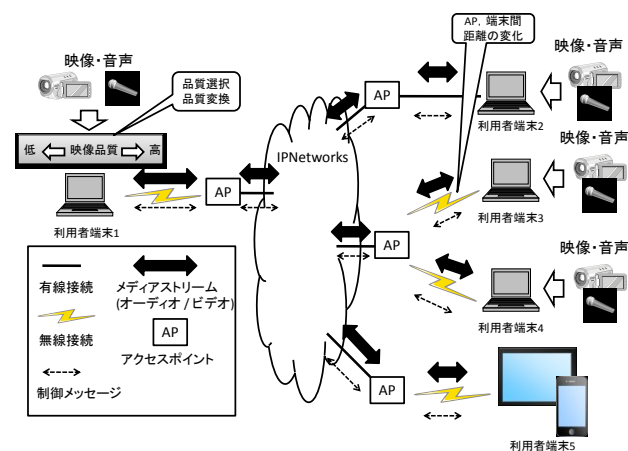 映像・音声
品質選択
品質変換
低 映像品質 高
利用者端末1
AP
IPNetworks
AP
AP，端末間
距離の変化
映像・音声
利用者端末2
映像・音声
利用者端末3
AP
映像・音声
利用者端末4
AP
利用者端末5
有線接続
無線接続
制御メッセージ
メディアストリーム
(オーディオ / ビデオ)
AP
アクセスポイント